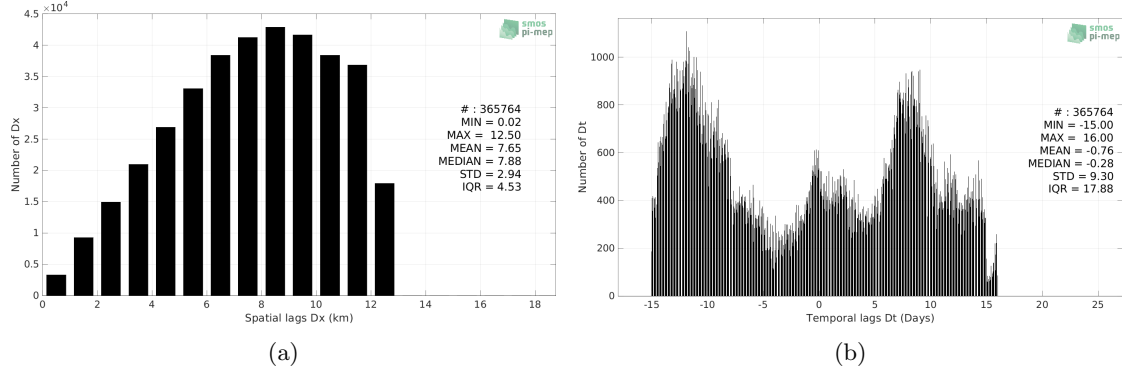 ×10⁴
4.5
4
3.5
3
2.5
2
1.5
1
0.5
0
Number of Dx
0 2 4 6 8 10 12 14 16 18
Spatial lags Dx (km)
smos
pi-mep
# : 365764
MIN = 0.02
MAX = 12.50
MEAN = 7.65
MEDIAN = 7.88
STD = 2.94
IQR = 4.53
(a)
1000
800
600
400
200
0
Number of Dt
-15 -10 -5 0 5 10 15 20 25
Temporal lags Dt (Days)
smos
pi-mep
# : 365764
MIN = -15.00
MAX = 16.00
MEAN = -0.76
MEDIAN = -0.28
STD = 9.30
IQR = 17.88
(b)